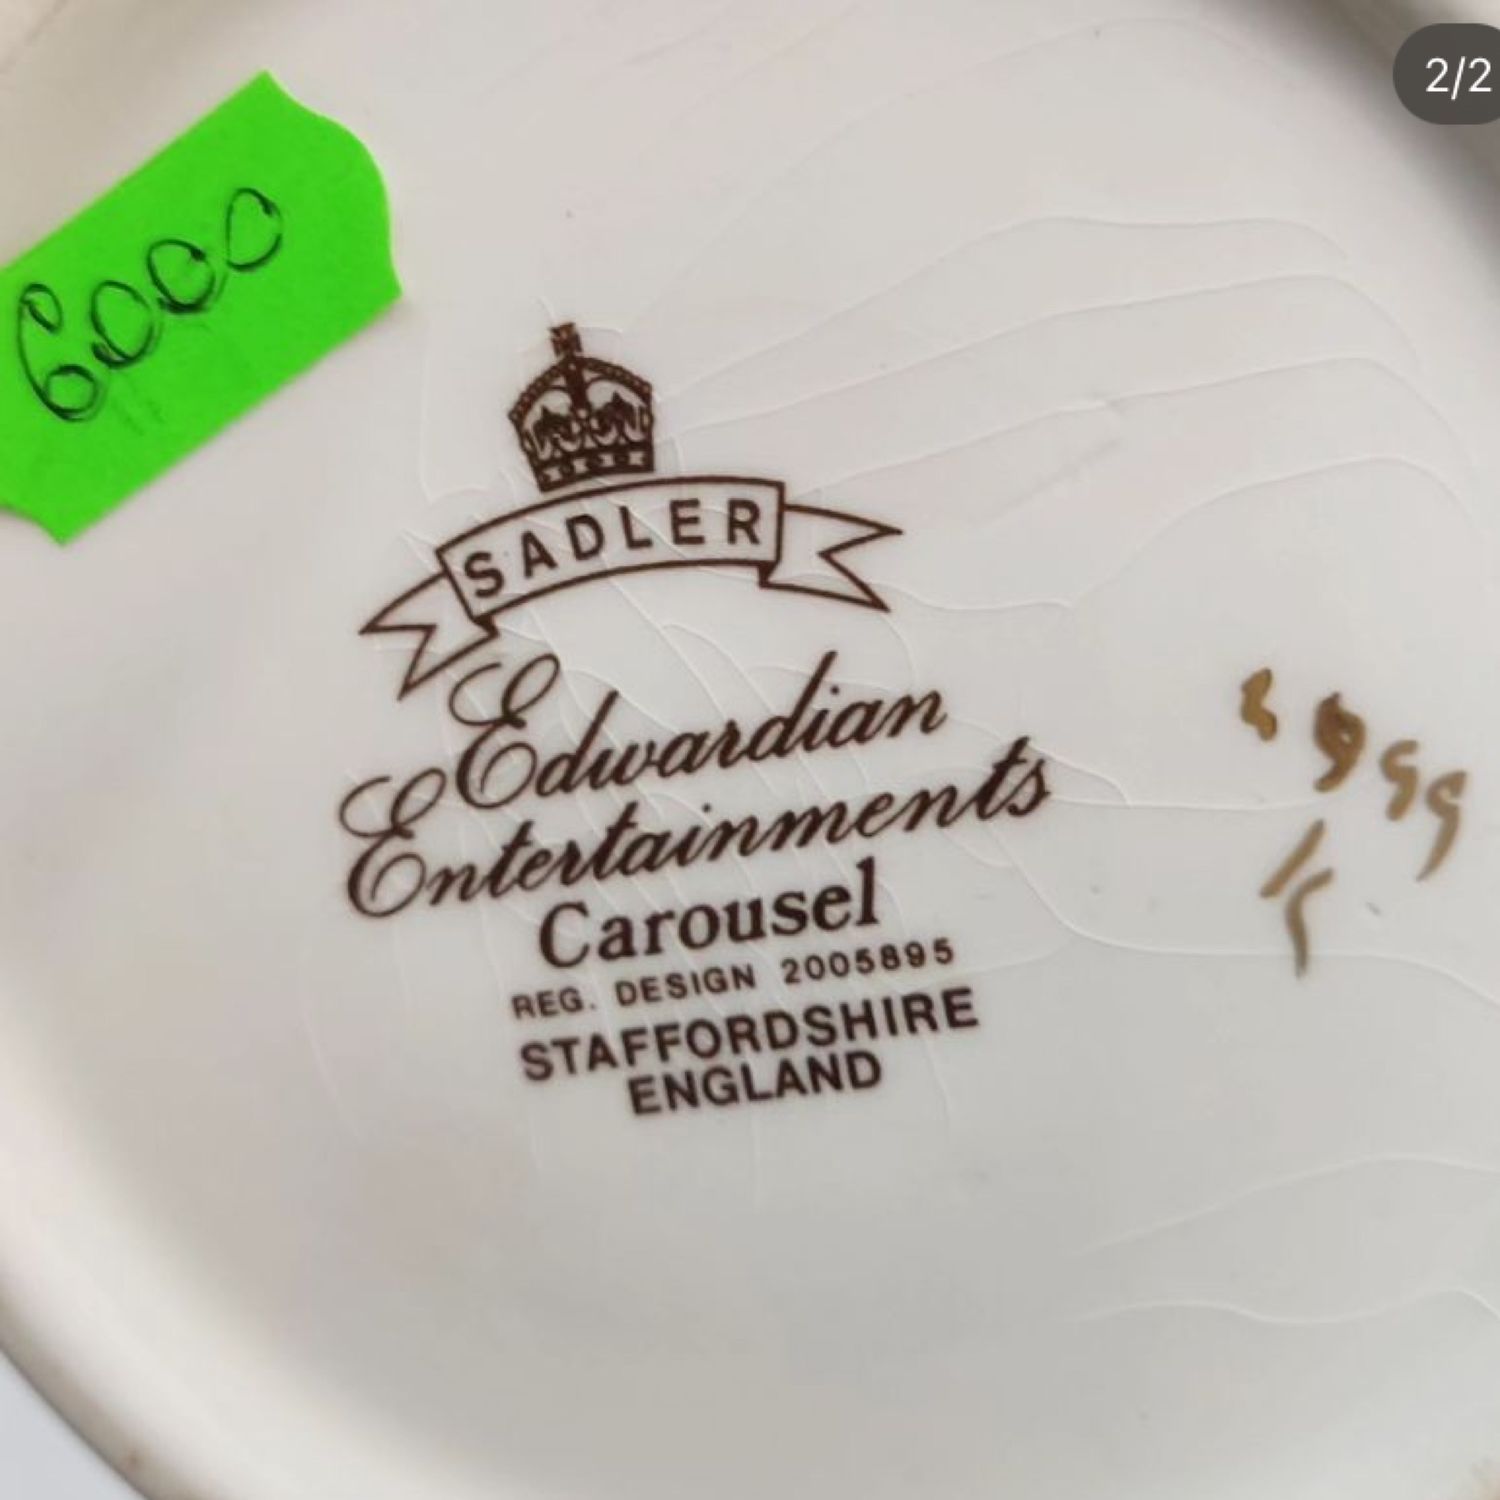 2/2
6000
SADLER
Edwardian
Entertainments
Carousel
REG. DESIGN 2005895
STAFFORDSHIRE
ENGLAND